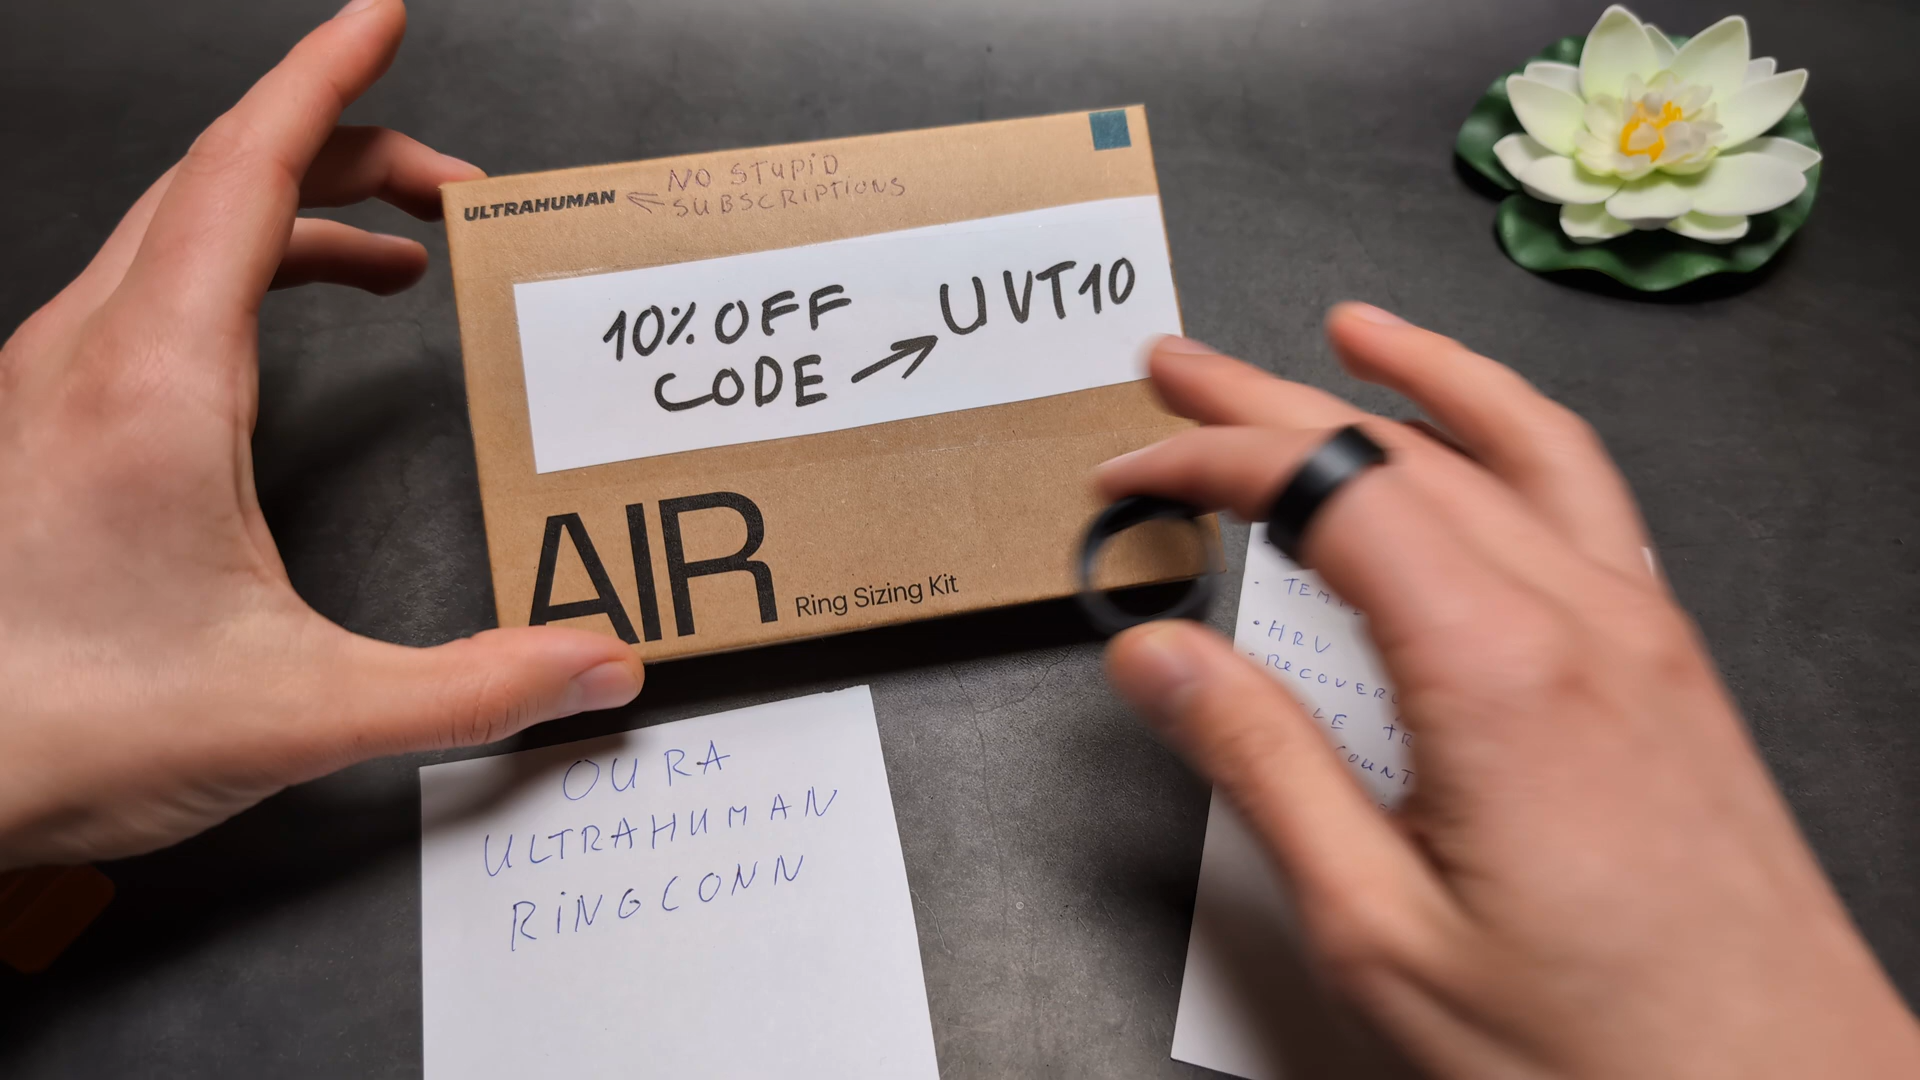 ULTRAHUMAN
NO STUPiD
SUBSCRiPTiONS
10% OFF
CODE → UVT10
AIR
Ring Sizing Kit
OURA
ULTRAHUMAN
RiNGCONN
HRV